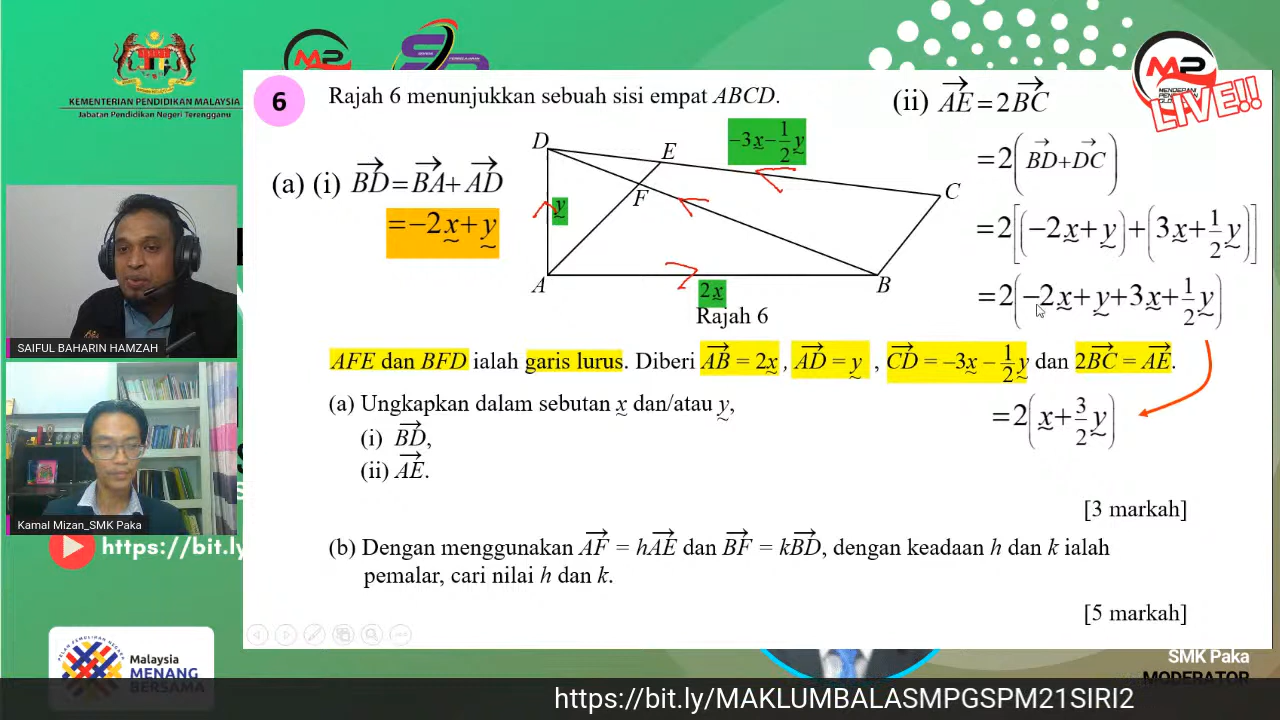 KEMENTERIAN PENDIDIKAN MALAYSIA
Jabatan Pendidikan Negeri Terengganu
MP
LIVE!!
6
Rajah 6 menunjukkan sebuah sisi empat ABCD.
(a) (i) BD = BA + AD
= −2x + y
D
E
C
F
A
B
y
2x
−3x − 1/2 y
Rajah 6
(ii) AE = 2BC
= 2(BD + DC)
= 2[(−2x + y) + (3x + 1/2 y)]
= 2(−2x + y + 3x + 1/2 y)
= 2(x + 3/2 y)
AFE dan BFD ialah garis lurus. Diberi AB = 2x, AD = y, CD = −3x − 1/2 y dan 2BC = AE.
(a) Ungkapkan dalam sebutan x dan/atau y,
(i) BD,
(ii) AE.
[3 markah]
(b) Dengan menggunakan AF = hAE dan BF = kBD, dengan keadaan h dan k ialah
pemalar, cari nilai h dan k.
[5 markah]
SAIFUL BAHARIN HAMZAH
Kamal Mizan_SMK Paka
https://bit.ly
Malaysia
MENANG
BERSAMA
SMK Paka
MODERATOR
https://bit.ly/MAKLUMBALASMPGSPM21SIRI2